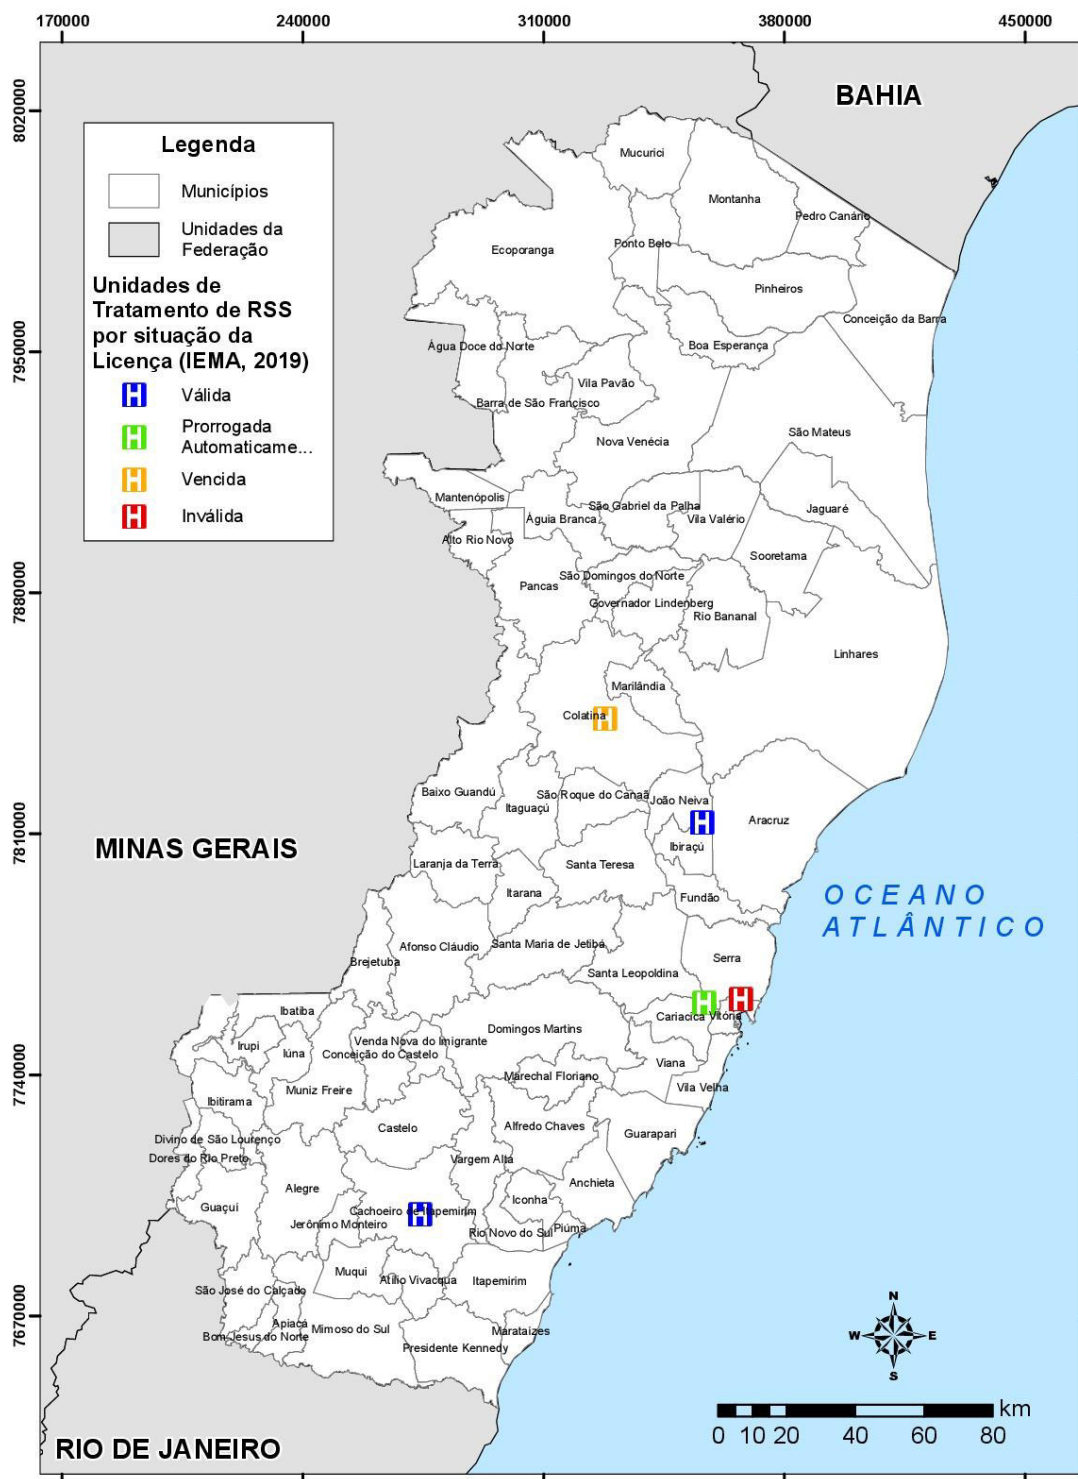 170000
240000
310000
380000
450000
8020000
7950000
7880000
7810000
7740000
7670000
BAHIA
Legenda
Municípios
Unidades da
Federação
Unidades de
Tratamento de RSS
por situação da
Licença (IEMA, 2019)
Válida
Prorrogada
Automaticame...
Vencida
Inválida
Mucurici
Montanha
Pedro Canário
Ponto Belo
Ecoporanga
Pinheiros
Conceição da Barra
Água Doce do Norte
Boa Esperança
Vila Pavão
Barra de São Francisco
São Mateus
Nova Venécia
Mantenópolis
São Gabriel da Palha
Jaguaré
Águia Branca
Vila Valério
Alto Rio Novo
Sooretama
São Domingos do Norte
Pancas
Governador Lindenberg
Rio Bananal
Linhares
Marilândia
Colatina
H
Baixo Guandú
São Roque do Canaã
João Neiva
Itaguaçú
H
Aracruz
MINAS GERAIS
Ibiraçú
Laranja da Terra
Santa Teresa
Itarana
Fundão
OCEANO
ATLÂNTICO
Afonso Cláudio
Santa Maria de Jetibá
Brejetuba
Serra
Santa Leopoldina
H
H
Ibatiba
Cariacica
Vitória
Domingos Martins
Irupi
Iúna
Venda Nova do Imigrante
Conceição do Castelo
Viana
Marechal Floriano
Muniz Freire
Vila Velha
Ibitirama
Castelo
Alfredo Chaves
Guarapari
Divino de São Lourenço
Dores do Rio Preto
Vargem Alta
Alegre
Anchieta
Guaçuí
Iconha
Cachoeiro de Itapemirim
H
Jerônimo Monteiro
Rio Novo do Sul
Piúma
Muqui
Atílio Vivacqua
Itapemirim
São José do Calçado
Apiacá
Bom Jesus do Norte
Mimoso do Sul
Marataízes
Presidente Kennedy
N
W
E
S
km
0 10 20 40 60 80
RIO DE JANEIRO